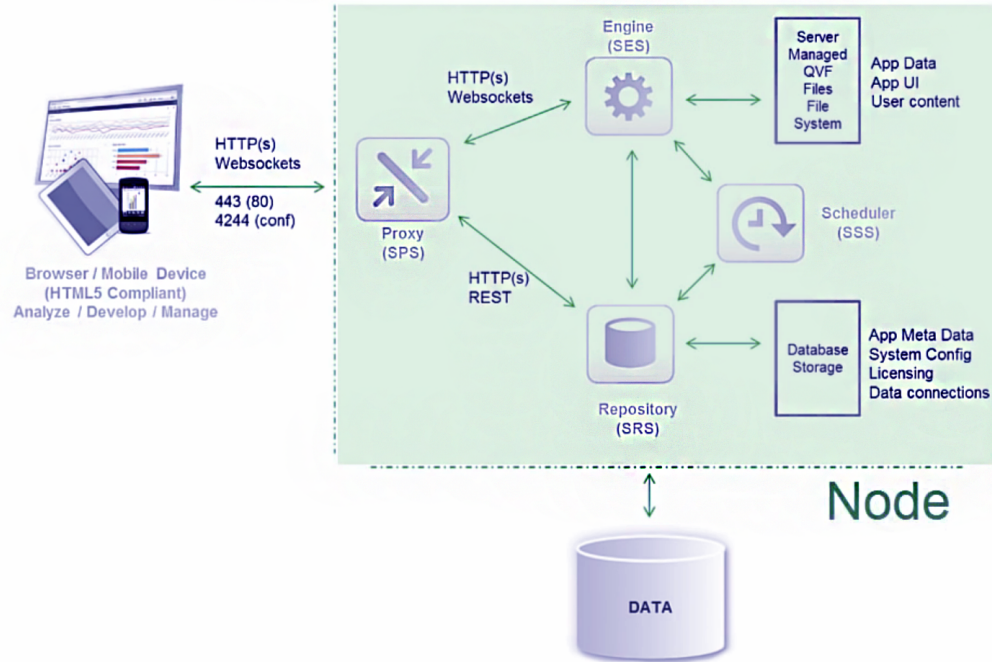 Engine
(SES)
Server
Managed
QVF
Files
File
System
App Data
App UI
User content
HTTP(s)
Websockets
HTTP(s)
Websockets
443 (80)
4244 (conf)
Proxy
(SPS)
Scheduler
(SSS)
Browser / Mobile Device
(HTML5 Compliant)
Analyze / Develop / Manage
HTTP(s)
REST
Database
Storage
App Meta Data
System Config
Licensing
Data connections
Repository
(SRS)
Node
DATA